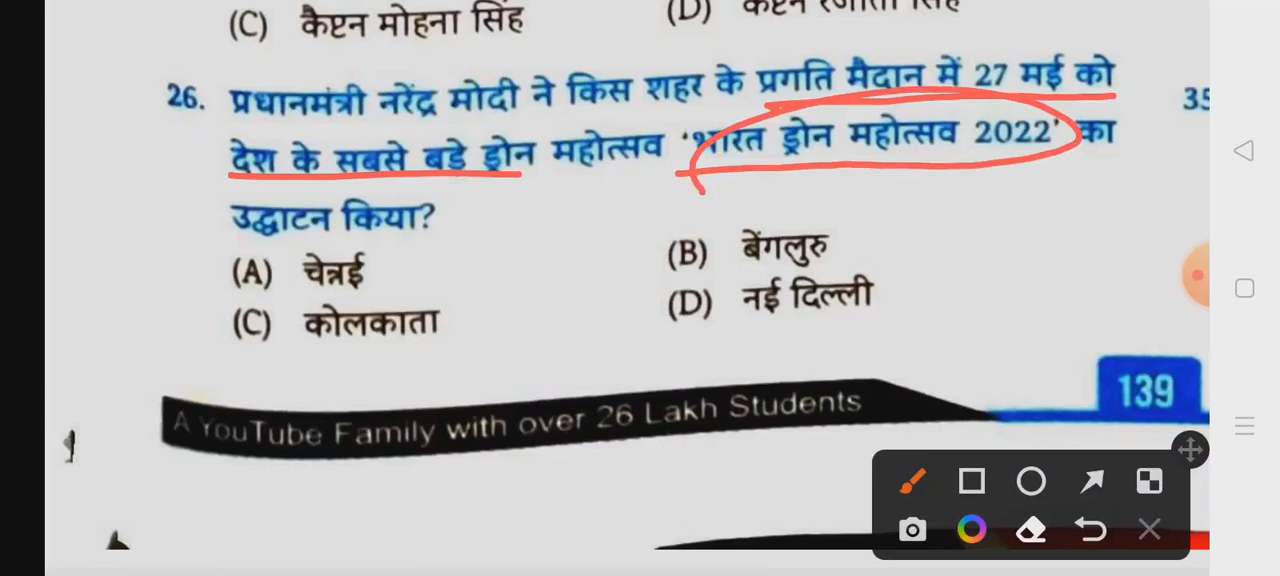 (C) कैप्टन मोहना सिंह (D)
26. प्रधानमंत्री नरेंद्र मोदी ने किस शहर के प्रगति मैदान में 27 मई को
देश के सबसे बडे ड्रोन महोत्सव 'भारत ड्रोन महोत्सव 2022' का
उद्घाटन किया?
(A) चेन्नई (B) बेंगलुरु
(C) कोलकाता (D) नई दिल्ली
A YouTube Family with over 26 Lakh Students
139